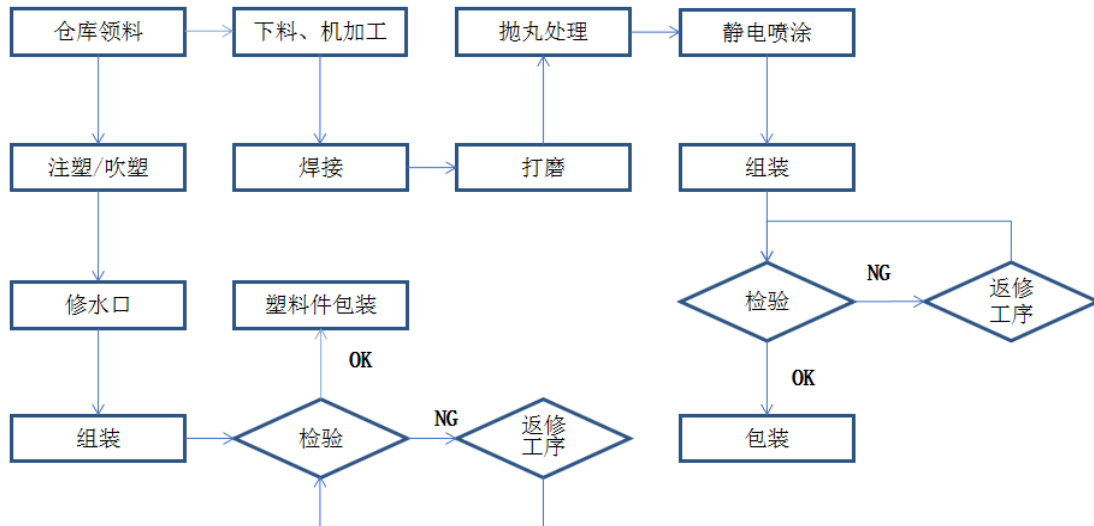 仓库领料
下料、机加工
抛丸处理
静电喷涂
注塑/吹塑
焊接
打磨
组装
修水口
塑料件包装
检验
NG
返修
工序
OK
OK
组装
检验
NG
返修
工序
包装